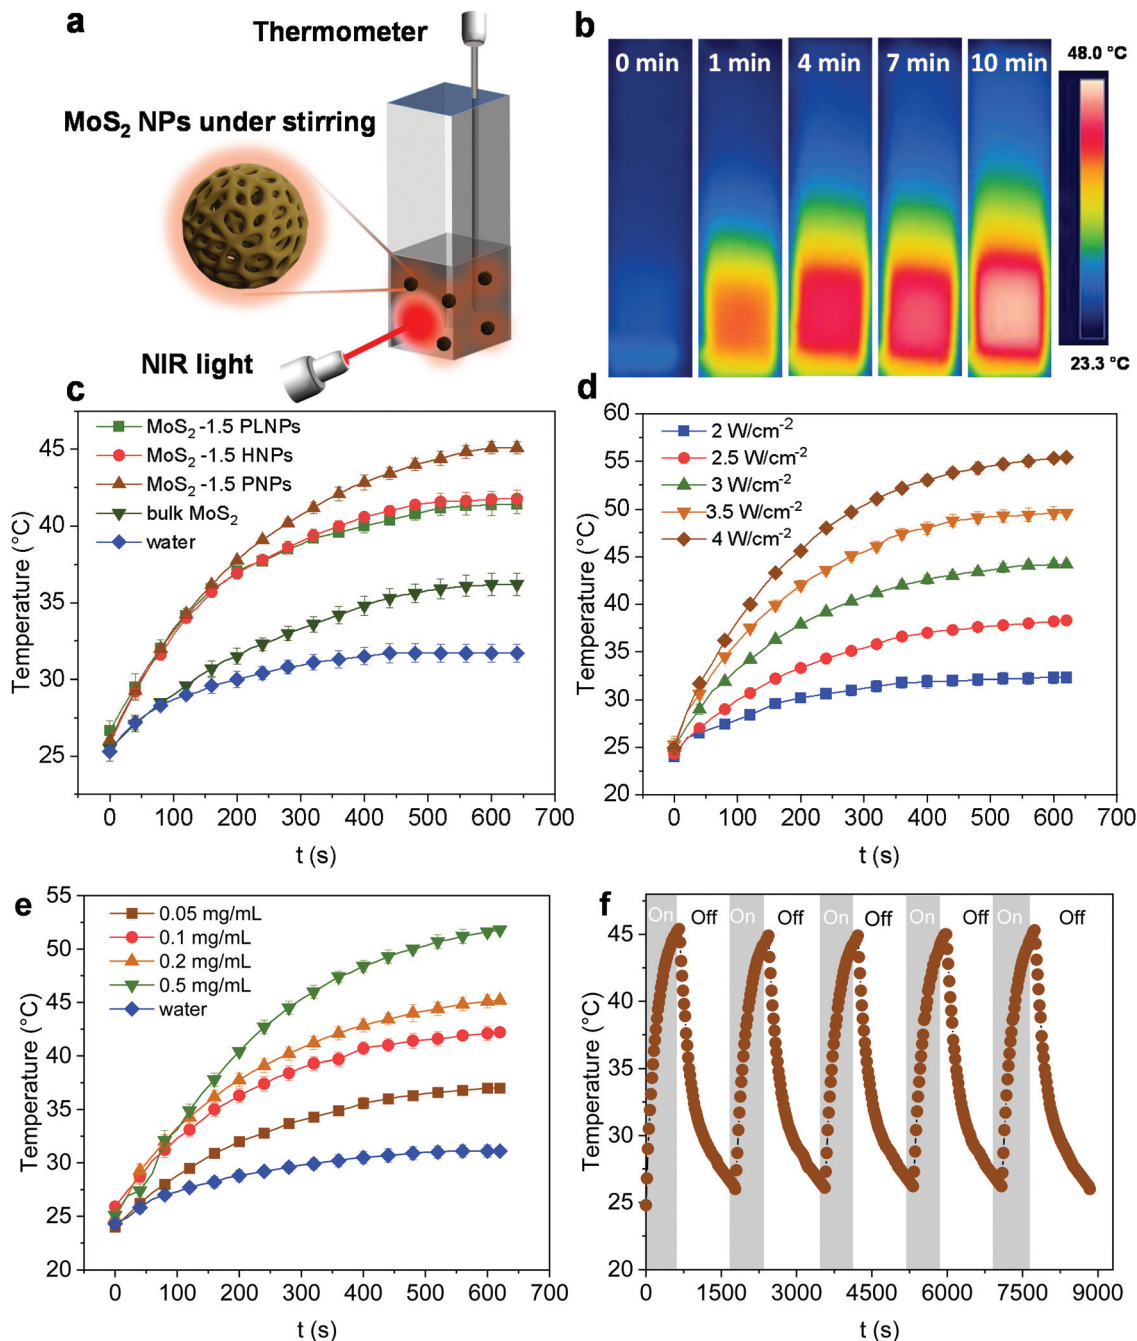 a
Thermometer
MoS₂ NPs under stirring
NIR light
b
0 min 1 min 4 min 7 min 10 min
48.0 °C
23.3 °C
c
MoS₂ -1.5 PLNPs
MoS₂ -1.5 HNPs
MoS₂ -1.5 PNPs
bulk MoS₂
water
45
40
35
30
25
Temperature (°C)
0 100 200 300 400 500 600 700
t (s)
d
2 W/cm⁻²
2.5 W/cm⁻²
3 W/cm⁻²
3.5 W/cm⁻²
4 W/cm⁻²
60
55
50
45
40
35
30
25
20
Temperature (°C)
0 100 200 300 400 500 600 700
t (s)
e
0.05 mg/mL
0.1 mg/mL
0.2 mg/mL
0.5 mg/mL
water
55
50
45
40
35
30
25
20
Temperature (°C)
0 100 200 300 400 500 600 700
t (s)
f
On Off On Off On Off On Off On Off
45
40
35
30
25
20
Temperature (°C)
0 1500 3000 4500 6000 7500 9000
t (s)